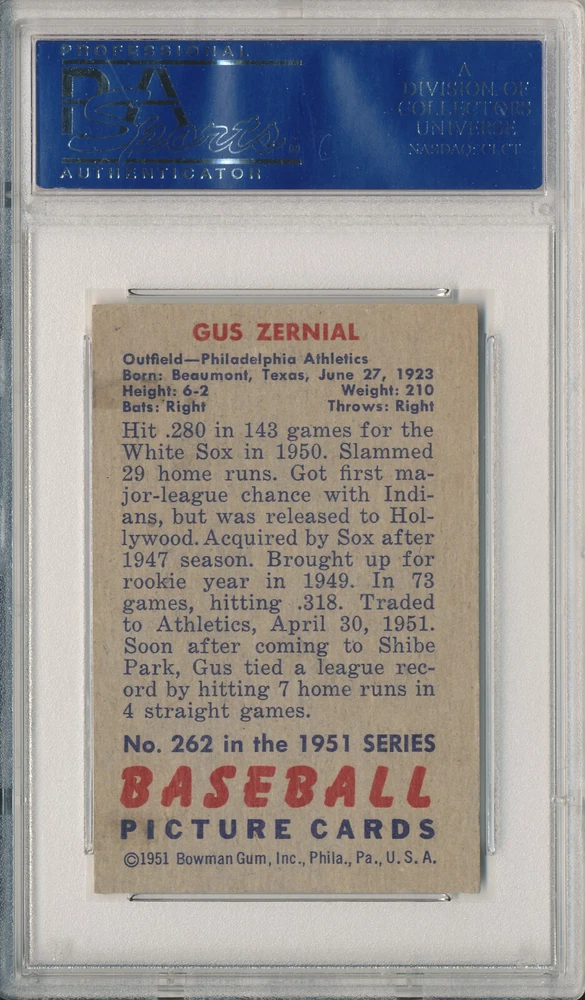 PROFESSIONAL
PSA
Sports
AUTHENTICATOR
A
DIVISION OF
COLLECTORS
UNIVERSE
NASDAQ: CLCT
GUS ZERNIAL
Outfield—Philadelphia Athletics
Born: Beaumont, Texas, June 27, 1923
Height: 6-2 Weight: 210
Bats: Right Throws: Right
Hit .280 in 143 games for the
White Sox in 1950. Slammed
29 home runs. Got first ma-
jor-league chance with Indi-
ans, but was released to Hol-
lywood. Acquired by Sox after
1947 season. Brought up for
rookie year in 1949. In 73
games, hitting .318. Traded
to Athletics, April 30, 1951.
Soon after coming to Shibe
Park, Gus tied a league rec-
ord by hitting 7 home runs in
4 straight games.
No. 262 in the 1951 SERIES
BASEBALL
PICTURE CARDS
©1951 Bowman Gum, Inc., Phila., Pa., U. S. A.